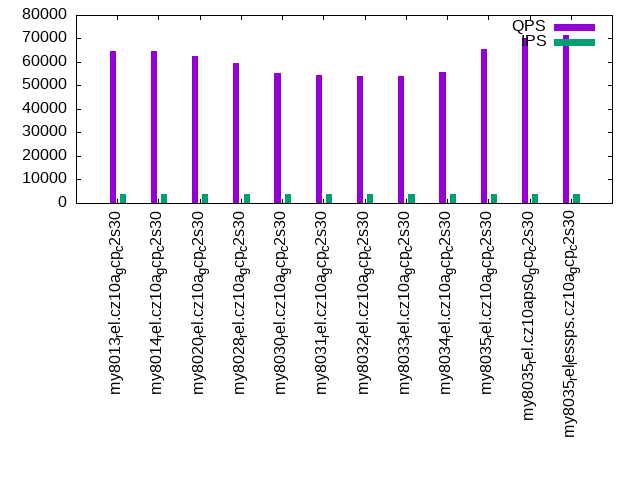 80000
70000
60000
50000
40000
30000
20000
10000
0
QPS
IPS
my8013rel.cz10agcpc2s30
my8014rel.cz10agcpc2s30
my8020rel.cz10agcpc2s30
my8028rel.cz10agcpc2s30
my8030rel.cz10agcpc2s30
my8031rel.cz10agcpc2s30
my8032rel.cz10agcpc2s30
my8033rel.cz10agcpc2s30
my8034rel.cz10agcpc2s30
my8035rel.cz10agcpc2s30
my8035rel.cz10aps0gcpc2s30
my8035rellessps.cz10agcpc2s30